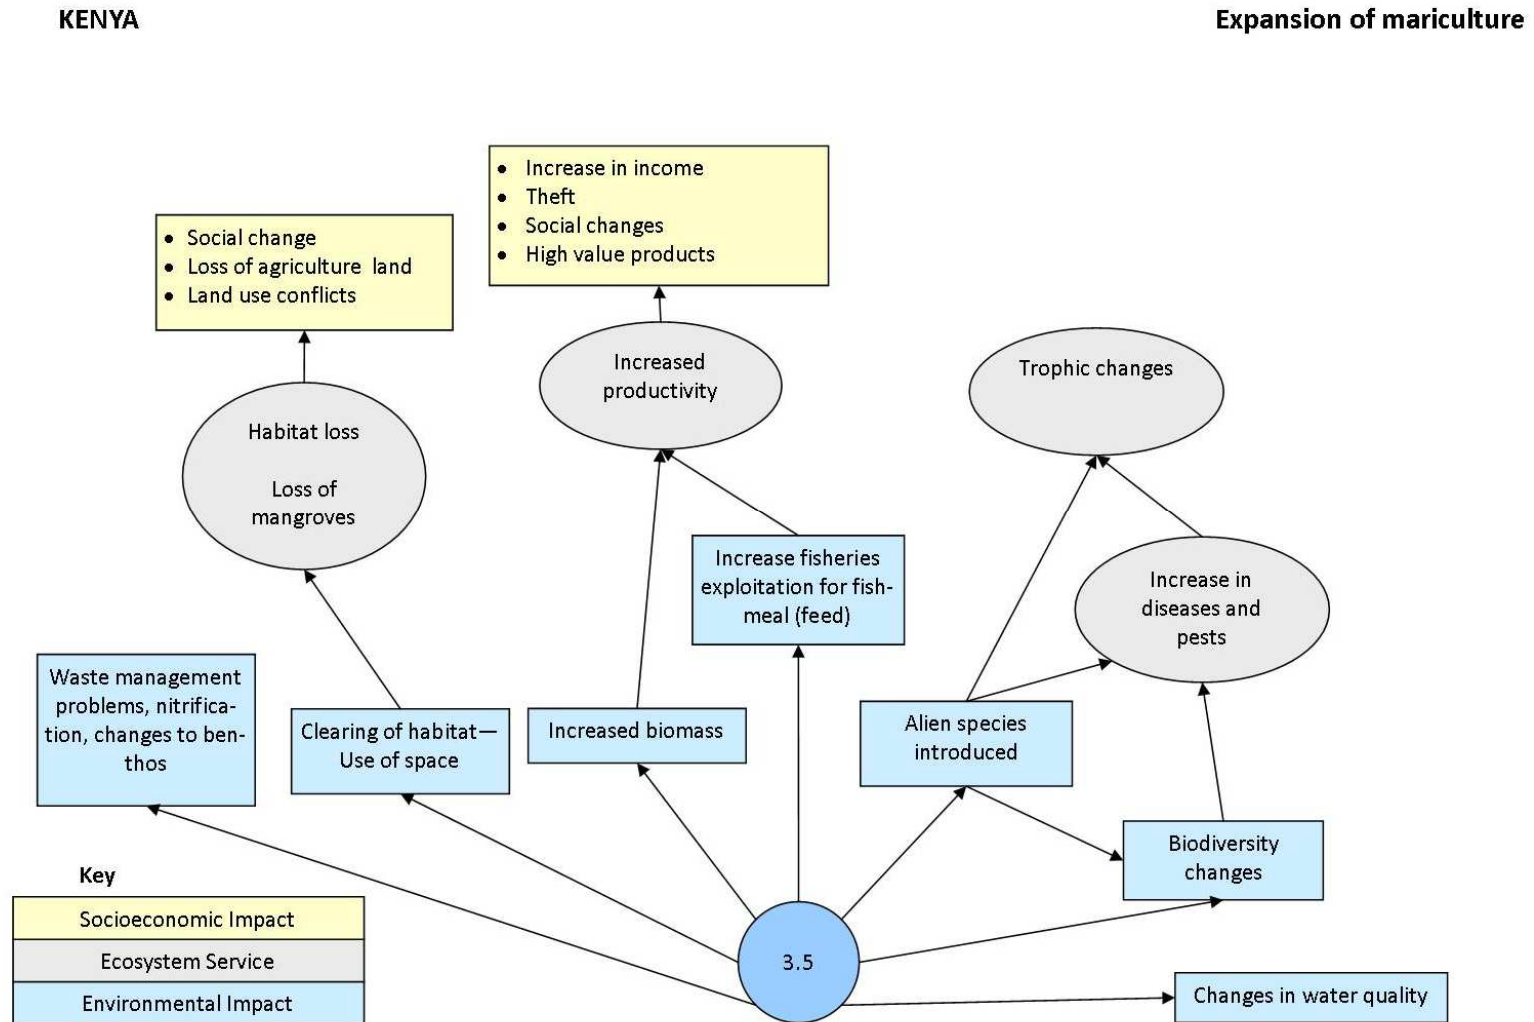 KENYA
Expansion of mariculture
• Increase in income
• Theft
• Social changes
• High value products
• Social change
• Loss of agriculture land
• Land use conflicts
Increased
productivity
Trophic changes
Habitat loss
Loss of
mangroves
Increase fisheries
exploitation for fish-
meal (feed)
Increase in
diseases and
pests
Waste management
problems, nitrifica-
tion, changes to ben-
thos
Clearing of habitat—
Use of space
Increased biomass
Alien species
introduced
Biodiversity
changes
Key
Socioeconomic Impact
Ecosystem Service
Environmental Impact
3.5
Changes in water quality